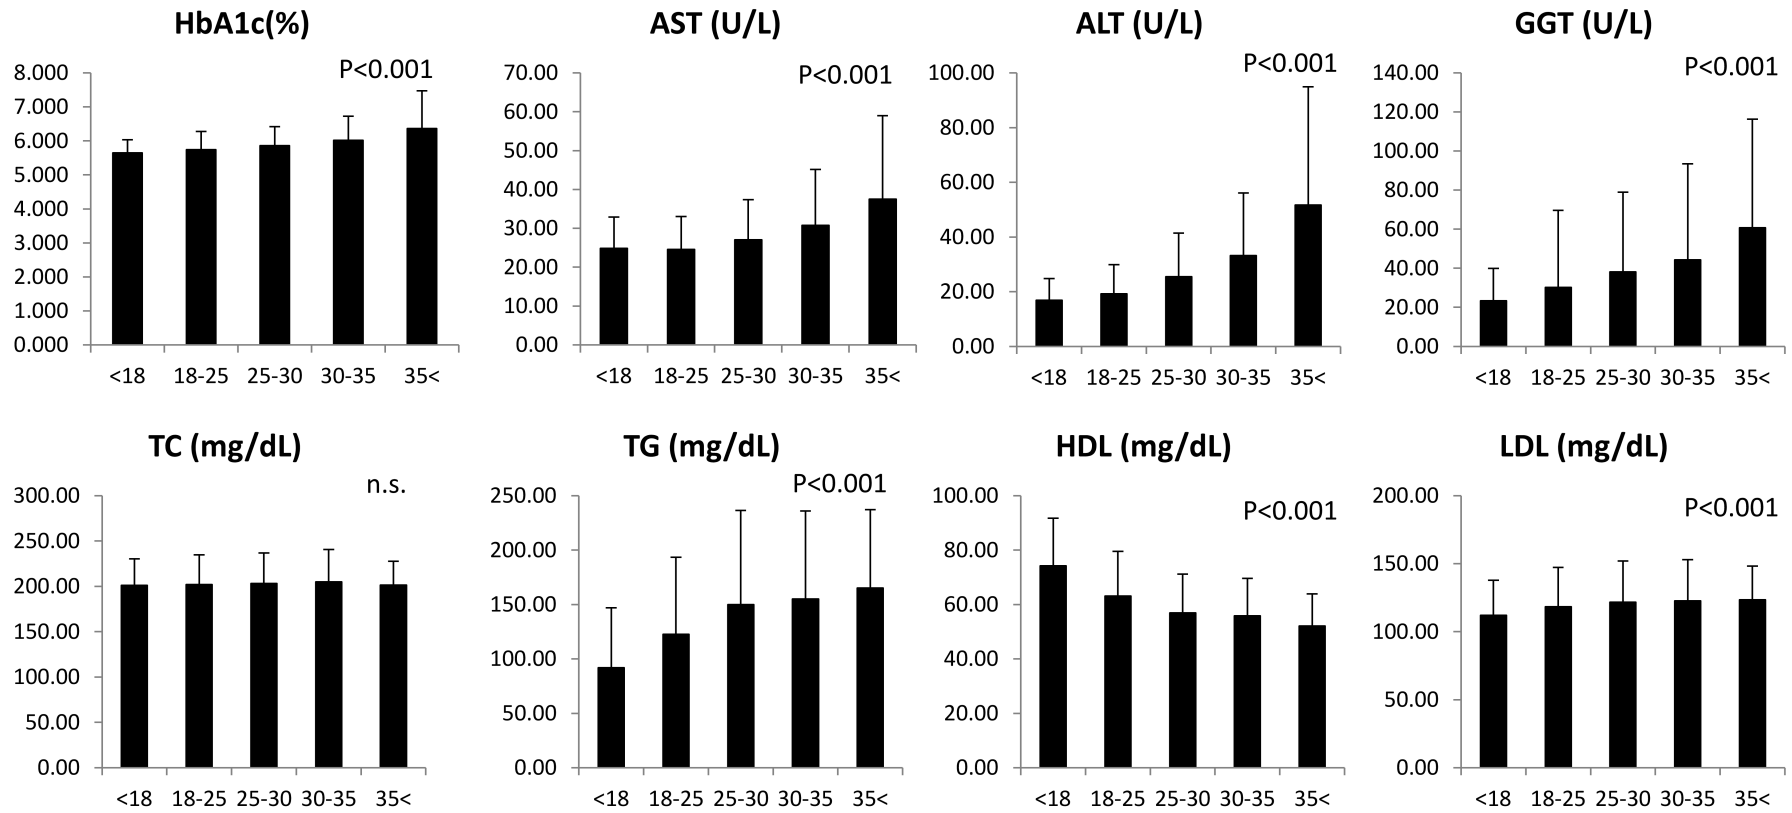 HbA1c(%)
P<0.001
8.000
7.000
6.000
5.000
4.000
3.000
2.000
1.000
0.000
<18 18-25 25-30 30-35 35<
AST (U/L)
P<0.001
70.00
60.00
50.00
40.00
30.00
20.00
10.00
0.00
<18 18-25 25-30 30-35 35<
ALT (U/L)
P<0.001
100.00
80.00
60.00
40.00
20.00
0.00
<18 18-25 25-30 30-35 35<
GGT (U/L)
P<0.001
140.00
120.00
100.00
80.00
60.00
40.00
20.00
0.00
<18 18-25 25-30 30-35 35<
TC (mg/dL)
n.s.
300.00
250.00
200.00
150.00
100.00
50.00
0.00
<18 18-25 25-30 30-35 35<
TG (mg/dL)
P<0.001
250.00
200.00
150.00
100.00
50.00
0.00
<18 18-25 25-30 30-35 35<
HDL (mg/dL)
P<0.001
100.00
80.00
60.00
40.00
20.00
0.00
<18 18-25 25-30 30-35 35<
LDL (mg/dL)
P<0.001
200.00
150.00
100.00
50.00
0.00
<18 18-25 25-30 30-35 35<